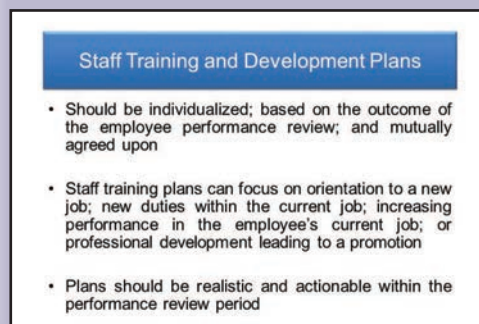 Staff Training and Development Plans
• Should be individualized; based on the outcome of
the employee performance review; and mutually
agreed upon
• Staff training plans can focus on orientation to a new
job; new duties within the current job; increasing
performance in the employee's current job; or
professional development leading to a promotion
• Plans should be realistic and actionable within the
performance review period